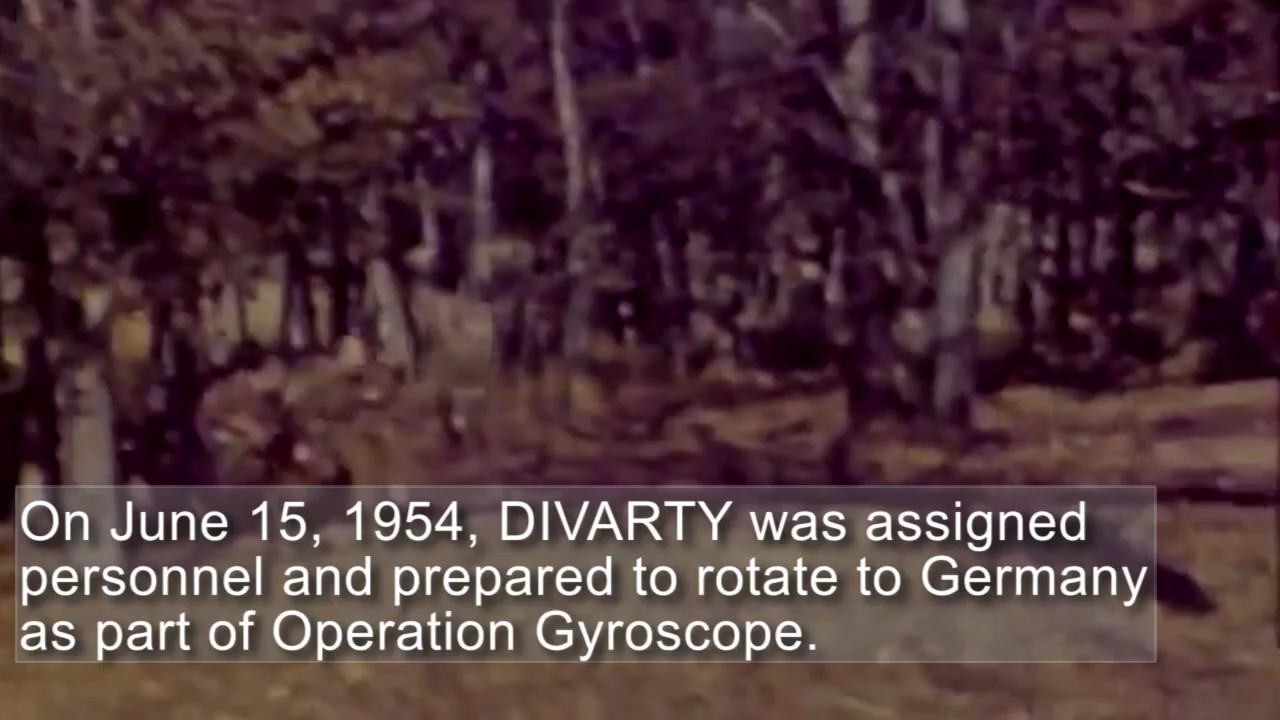 On June 15, 1954, DIVARTY was assigned
personnel and prepared to rotate to Germany
as part of Operation Gyroscope.